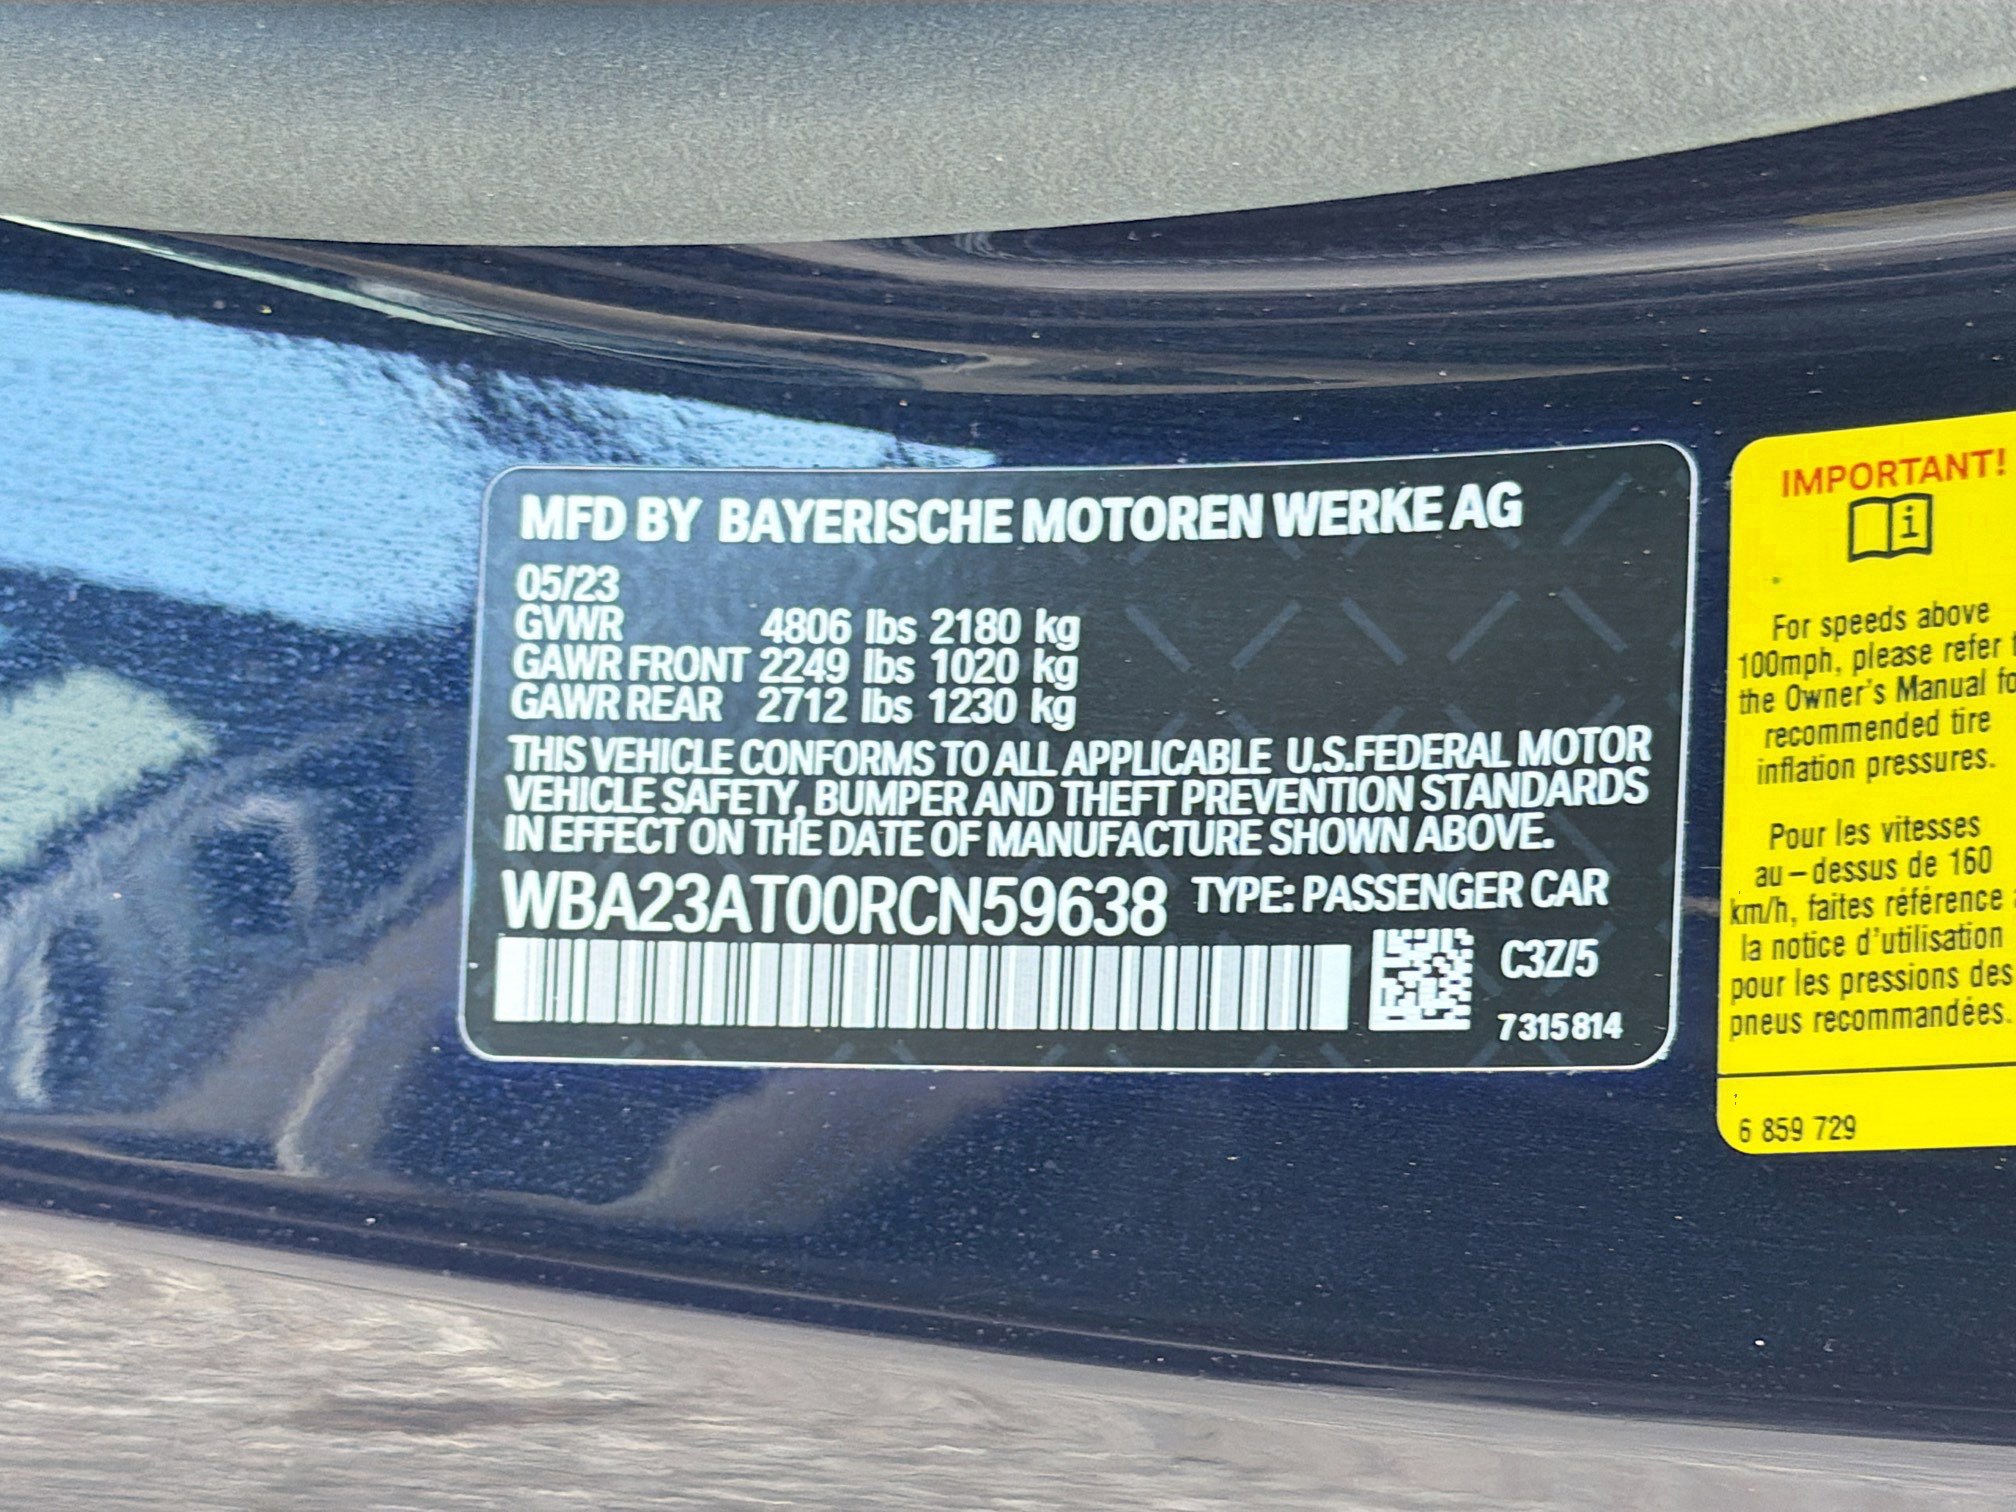 MFD BY BAYERISCHE MOTOREN WERKE AG
05/23
GVWR 4806 lbs 2180 kg
GAWR FRONT 2249 lbs 1020 kg
GAWR REAR 2712 lbs 1230 kg
THIS VEHICLE CONFORMS TO ALL APPLICABLE U.S.FEDERAL MOTOR
VEHICLE SAFETY, BUMPER AND THEFT PREVENTION STANDARDS
IN EFFECT ON THE DATE OF MANUFACTURE SHOWN ABOVE.
WBA23AT00RCN59638 TYPE: PASSENGER CAR
C3Z/5
7315814
IMPORTANT!
i
For speeds above
100mph, please refer
the Owner's Manual
recommended tire
inflation pressures.
Pour les vitesses
au-dessus de 160
km/h, faites référence
la notice d'utilisation
pour les pressions des
pneus recommandées.
6 859 729